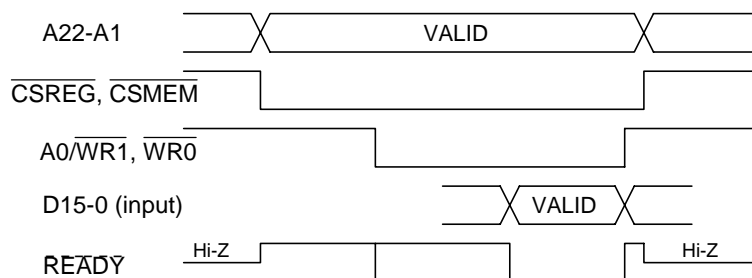 A22-A1 VALID
CSREG, CSMEM
A0/WR1, WR0
D15-0 (input) VALID
READY Hi-Z Hi-Z